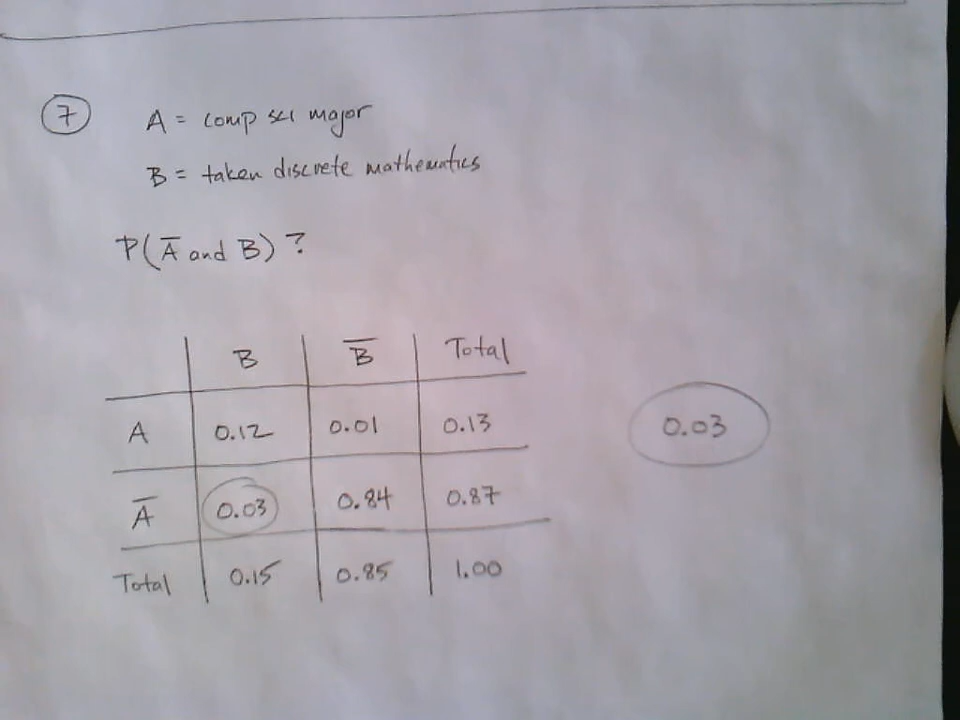 7 A = comp sci major
B = taken discrete mathematics
P(A̅ and B) ?
B B̅ Total
A 0.12 0.01 0.13
A̅ 0.03 0.84 0.87
Total 0.15 0.85 1.00
0.03